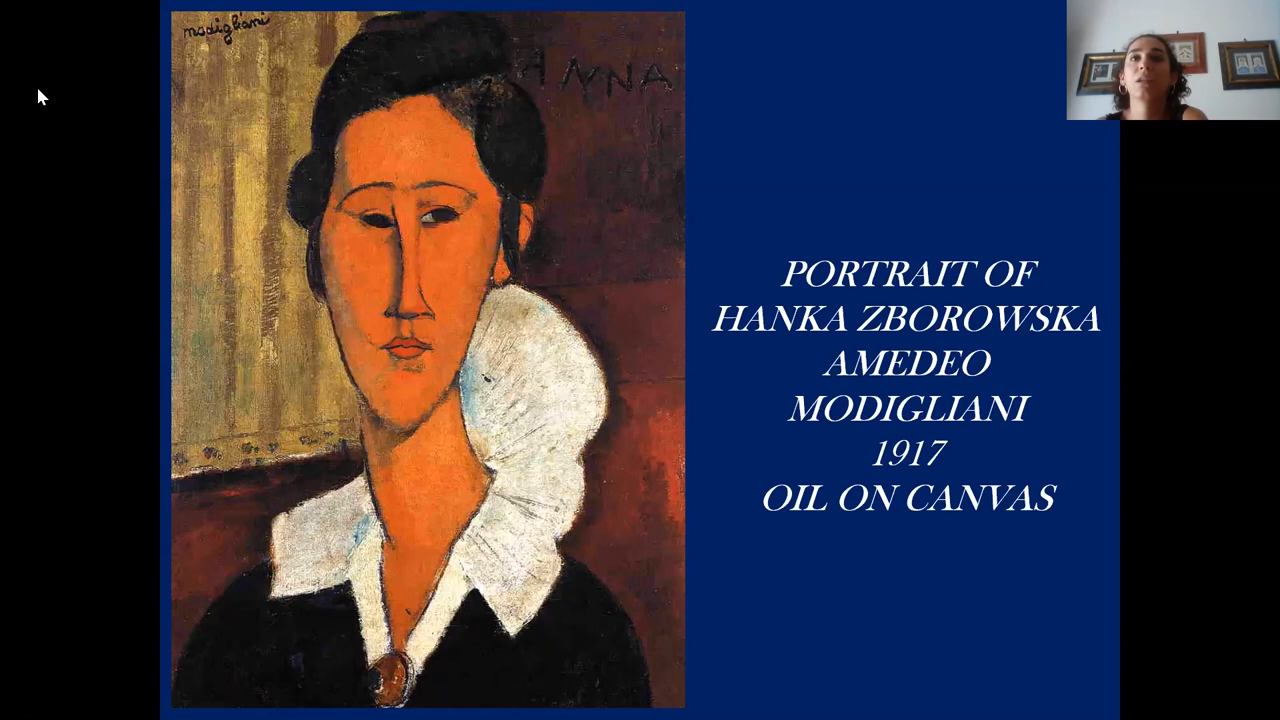 modigliani
ANNA
PORTRAIT OF
HANKA ZBOROWSKA
AMEDEO
MODIGLIANI
1917
OIL ON CANVAS